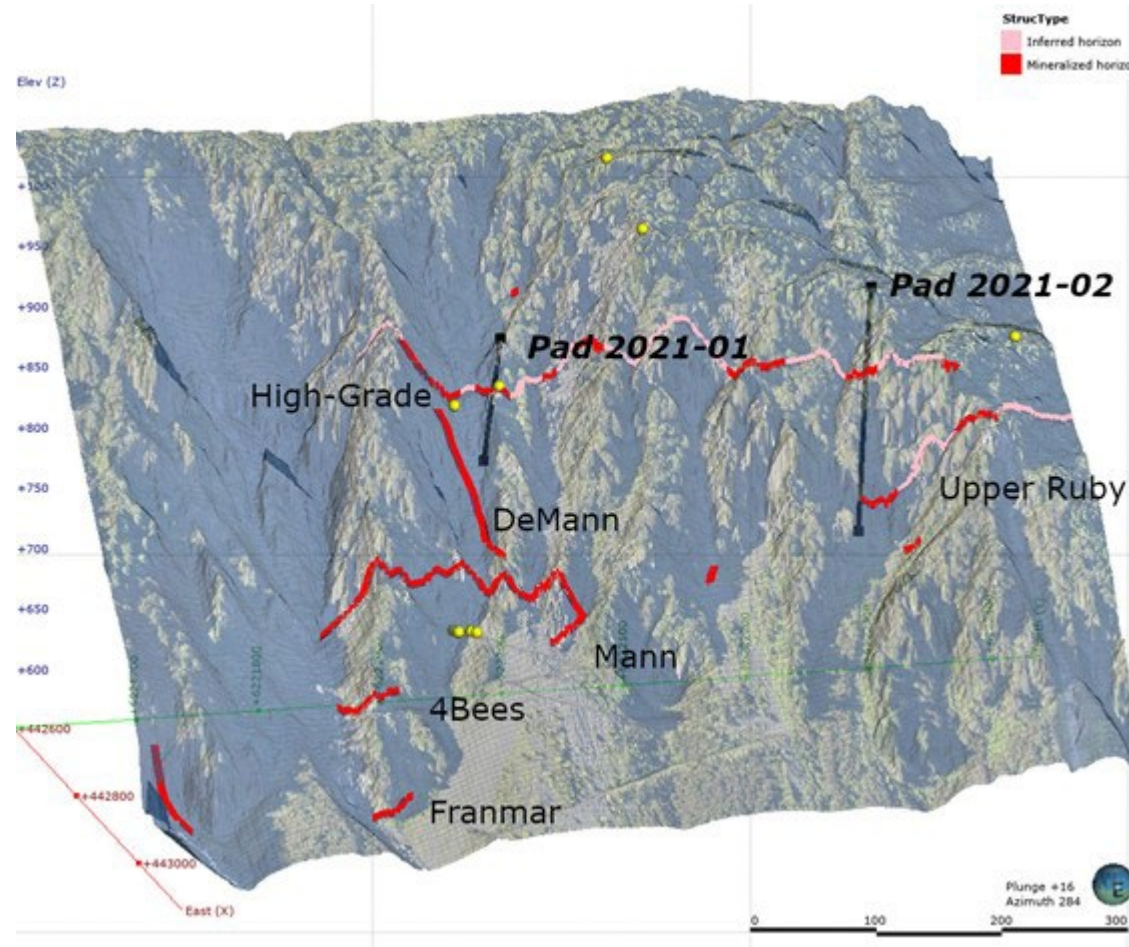 StrucType
Inferred horizon
Mineralized horizo
Elev (Z)
+950
+900
+850
+800
+750
+700
+650
+600
Pad 2021-02
Pad 2021-01
High-Grade
Upper Ruby
DeMann
Mann
4Bees
Franmar
+442600
+442800
+443000
East (X)
Plunge +16
Azimuth 284
E
0
100
200
300